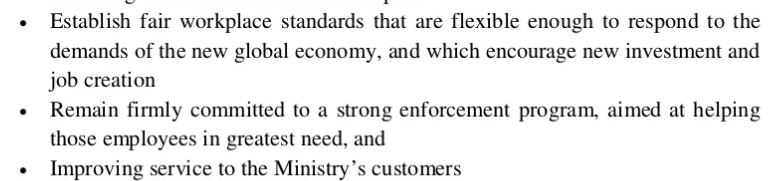 • Establish fair workplace standards that are flexible enough to respond to the
demands of the new global economy, and which encourage new investment and
job creation
• Remain firmly committed to a strong enforcement program, aimed at helping
those employees in greatest need, and
• Improving service to the Ministry's customers